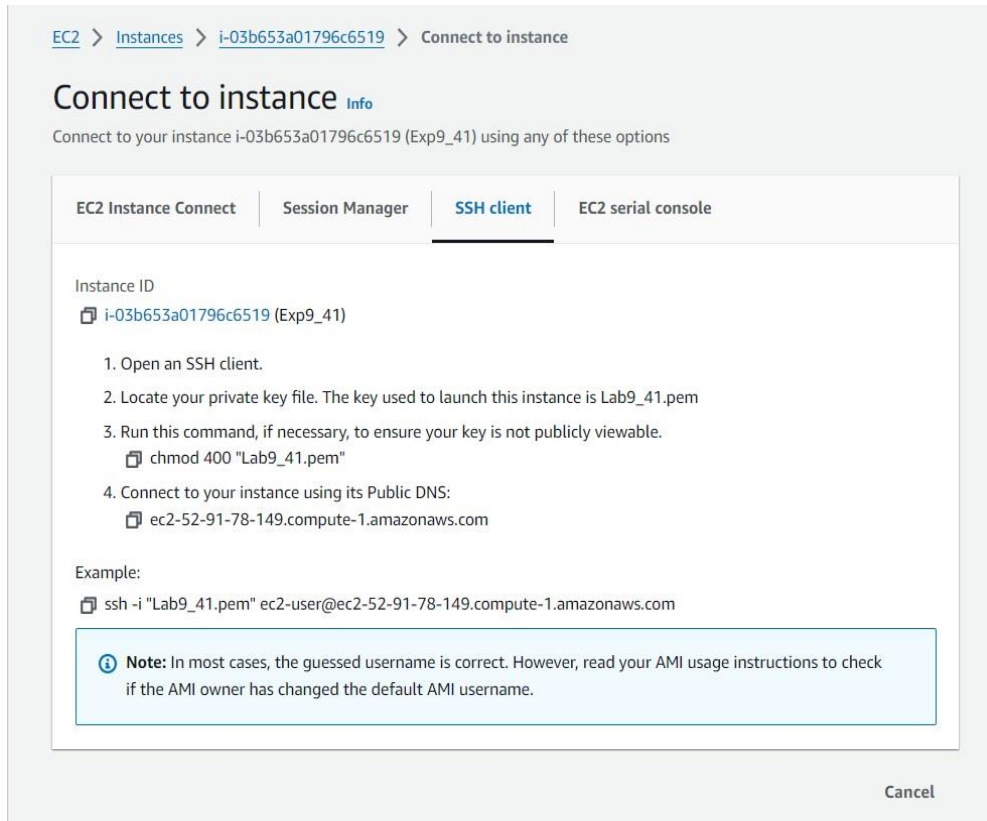 EC2 > Instances > i-03b653a01796c6519 > Connect to instance
Connect to instance Info
Connect to your instance i-03b653a01796c6519 (Exp9_41) using any of these options
EC2 Instance Connect Session Manager SSH client EC2 serial console
Instance ID
i-03b653a01796c6519 (Exp9_41)
1. Open an SSH client.
2. Locate your private key file. The key used to launch this instance is Lab9_41.pem
3. Run this command, if necessary, to ensure your key is not publicly viewable.
chmod 400 "Lab9_41.pem"
4. Connect to your instance using its Public DNS:
ec2-52-91-78-149.compute-1.amazonaws.com
Example:
ssh -i "Lab9_41.pem" ec2-user@ec2-52-91-78-149.compute-1.amazonaws.com
Note: In most cases, the guessed username is correct. However, read your AMI usage instructions to check
if the AMI owner has changed the default AMI username.
Cancel